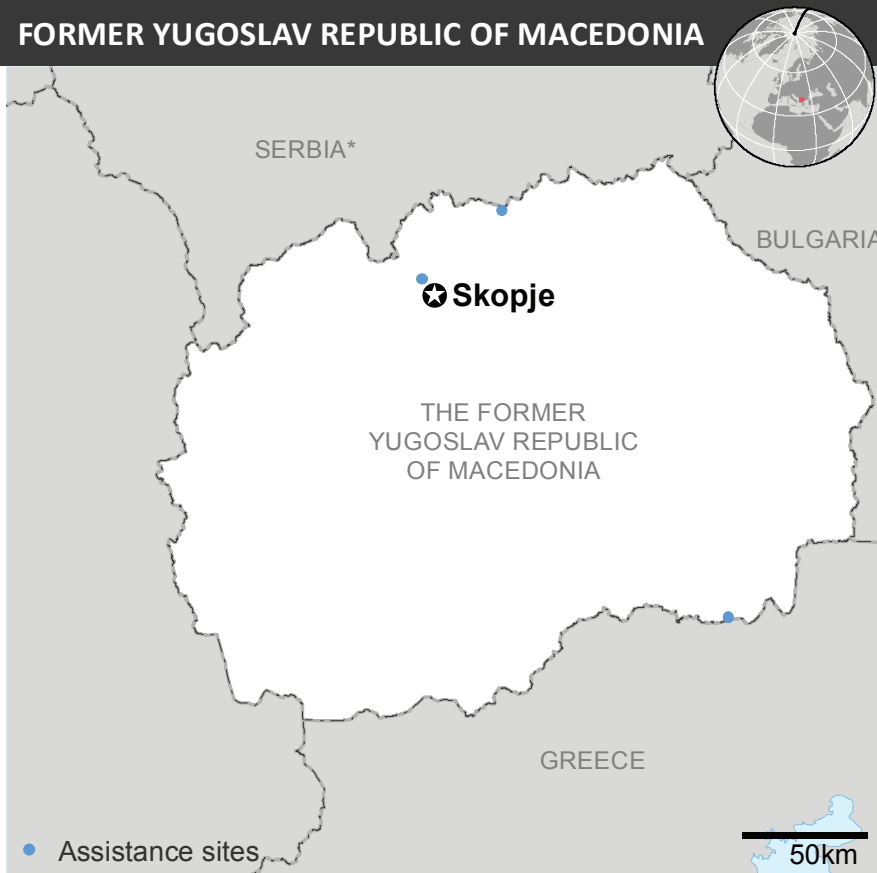 FORMER YUGOSLAV REPUBLIC OF MACEDONIA
SERBIA*
BULGARIA
Skopje
THE FORMER
YUGOSLAV REPUBLIC
OF MACEDONIA
GREECE
Assistance sites
50km